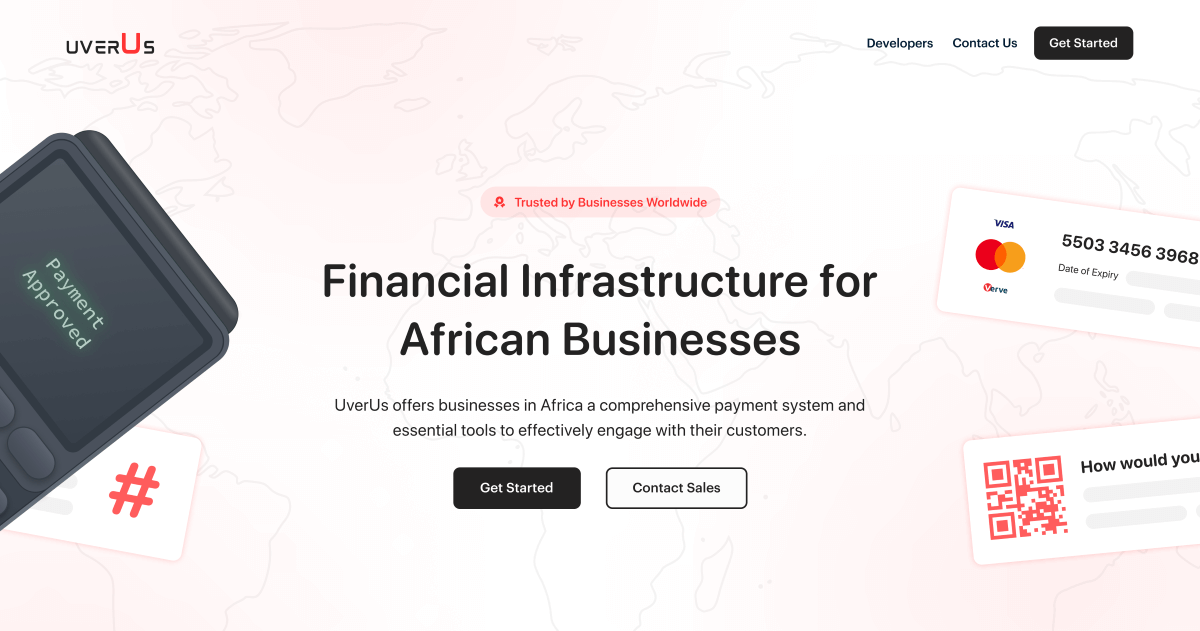 UVERUS
Developers
Contact Us
Get Started
Trusted by Businesses Worldwide
Financial Infrastructure for
African Businesses
UverUs offers businesses in Africa a comprehensive payment system and
essential tools to effectively engage with their customers.
Get Started
Contact Sales
Payment
Approved
#
VISA
Verve
5503 3456 3968
Date of Expiry
How would you